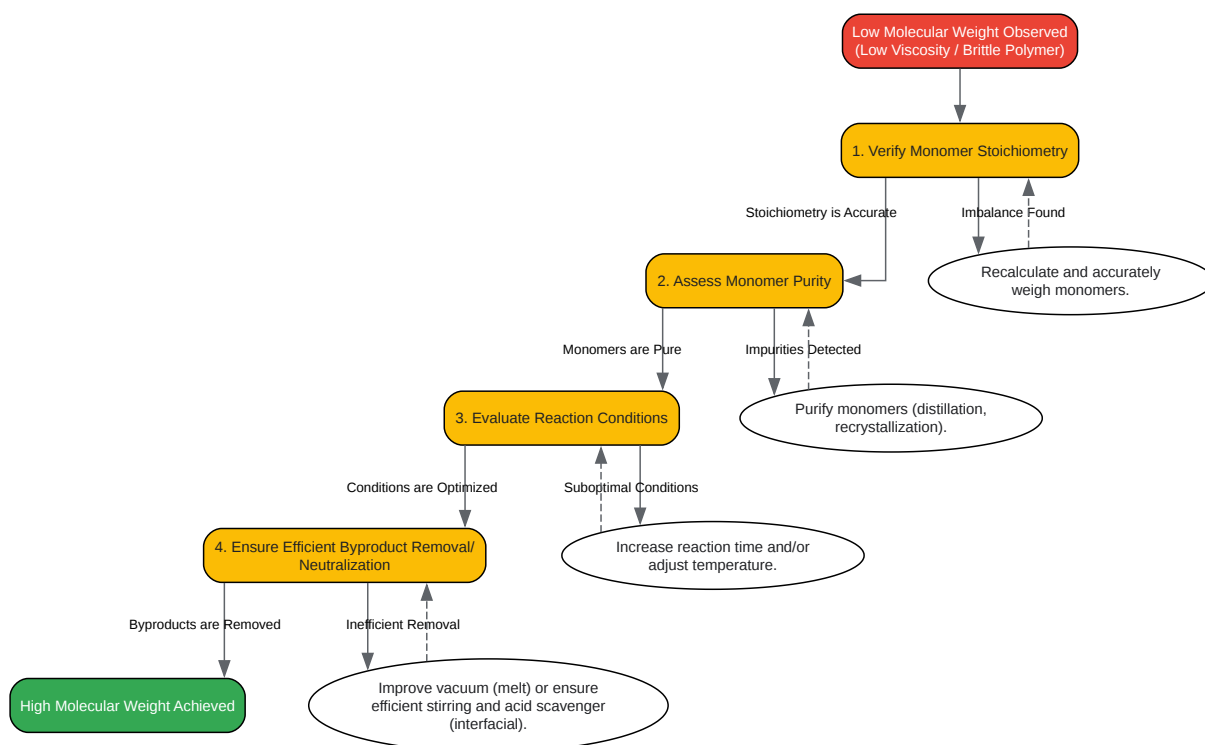 Low Molecular Weight Observed
(Low Viscosity / Brittle Polymer)
1. Verify Monomer Stoichiometry
Stoichiometry is Accurate
Imbalance Found
2. Assess Monomer Purity
Recalculate and accurately
weigh monomers.
Monomers are Pure
Impurities Detected
3. Evaluate Reaction Conditions
Purify monomers (distillation,
recrystallization).
Conditions are Optimized
Suboptimal Conditions
4. Ensure Efficient Byproduct Removal/
Neutralization
Increase reaction time and/or
adjust temperature.
Byproducts are Removed
Inefficient Removal
High Molecular Weight Achieved
Improve vacuum (melt) or ensure
efficient stirring and acid scavenger
(interfacial).